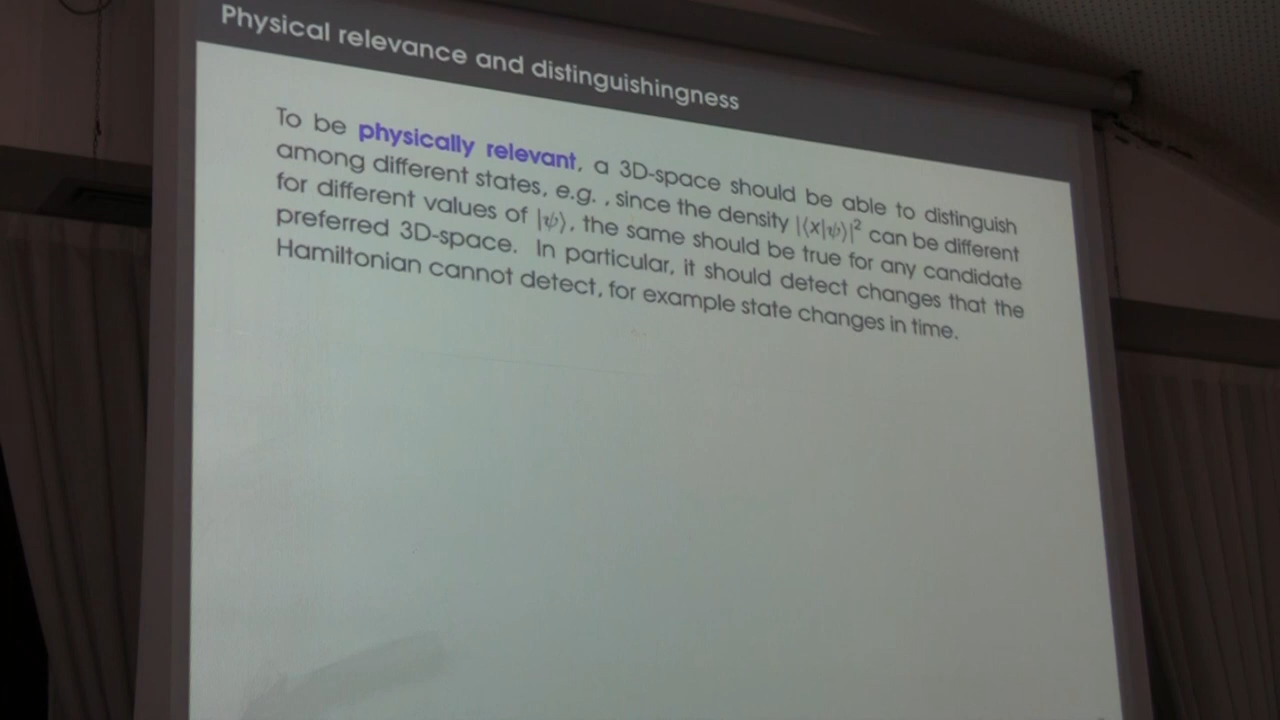 Physical relevance and distinguishingness
To be physically relevant, a 3D-space should be able to distinguish
among different states, e.g. , since the density |⟨x|ψ⟩|² can be different
for different values of |ψ⟩, the same should be true for any candidate
preferred 3D-space. In particular, it should detect changes that the
Hamiltonian cannot detect, for example state changes in time.